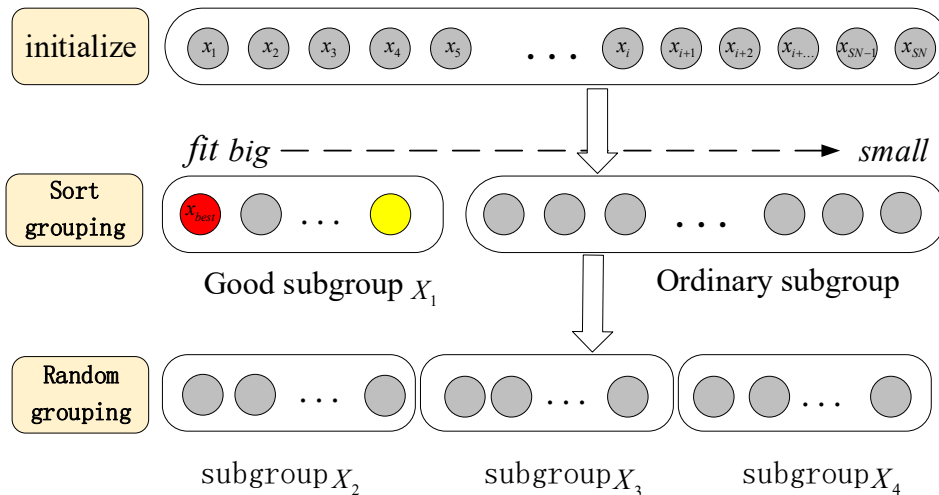 initialize
x1 x2 x3 x4 x5 ... xi xi+1 xi+2 xi+... xSN−1 xSN
fit big small
Sort
grouping
xbest ... ...
Good subgroup X1 Ordinary subgroup
Random
grouping
... ... ...
subgroup X2 subgroup X3 subgroup X4